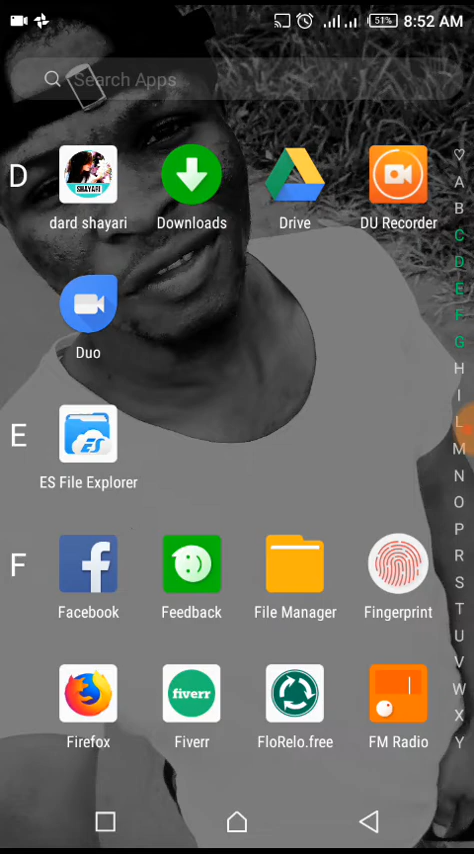 51% 8:52 AM
Search Apps
D
SHAYARI
dard shayari Downloads Drive DU Recorder
Duo
E
ES
ES File Explorer
F
f
Facebook Feedback File Manager Fingerprint
fiverr
Firefox Fiverr FloRelo.free FM Radio
A
B
C
D
E
F
G
H
I
L
M
N
O
P
R
S
T
U
V
W
X
Y